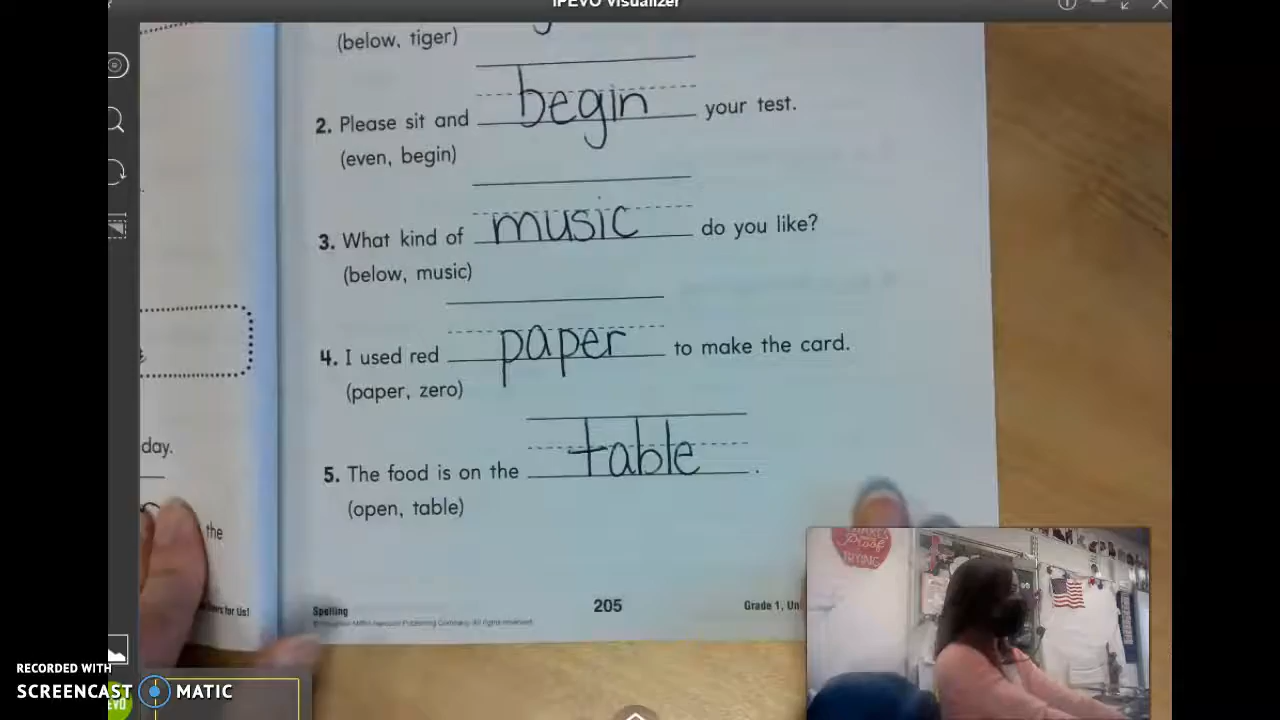 IPEVO Visualizer
(below, tiger)
2. Please sit and begin your test.
(even, begin)
3. What kind of music do you like?
(below, music)
4. I used red paper to make the card.
(paper, zero)
5. The food is on the table.
(open, table)
day.
the
Spelling
205
Grade 1,
Proof
TRYING
RECORDED WITH
SCREENCAST MATIC